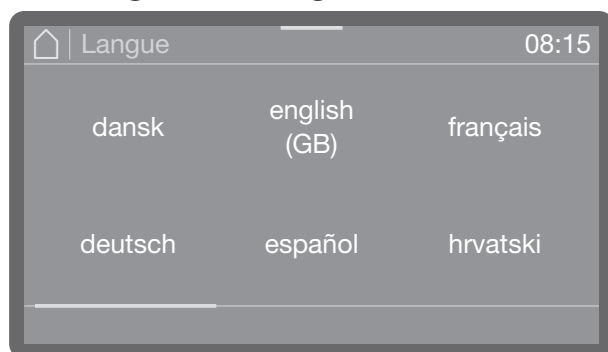 Langue
08:15
dansk
english
(GB)
français
deutsch
español
hrvatski